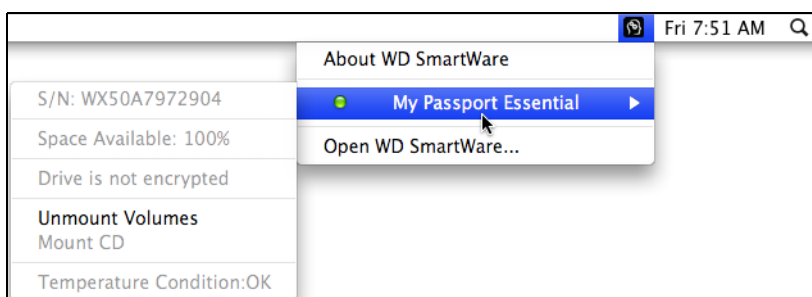 Fri 7:51 AM
About WD SmartWare
My Passport Essential
Open WD SmartWare...
S/N: WX50A7972904
Space Available: 100%
Drive is not encrypted
Unmount Volumes
Mount CD
Temperature Condition:OK